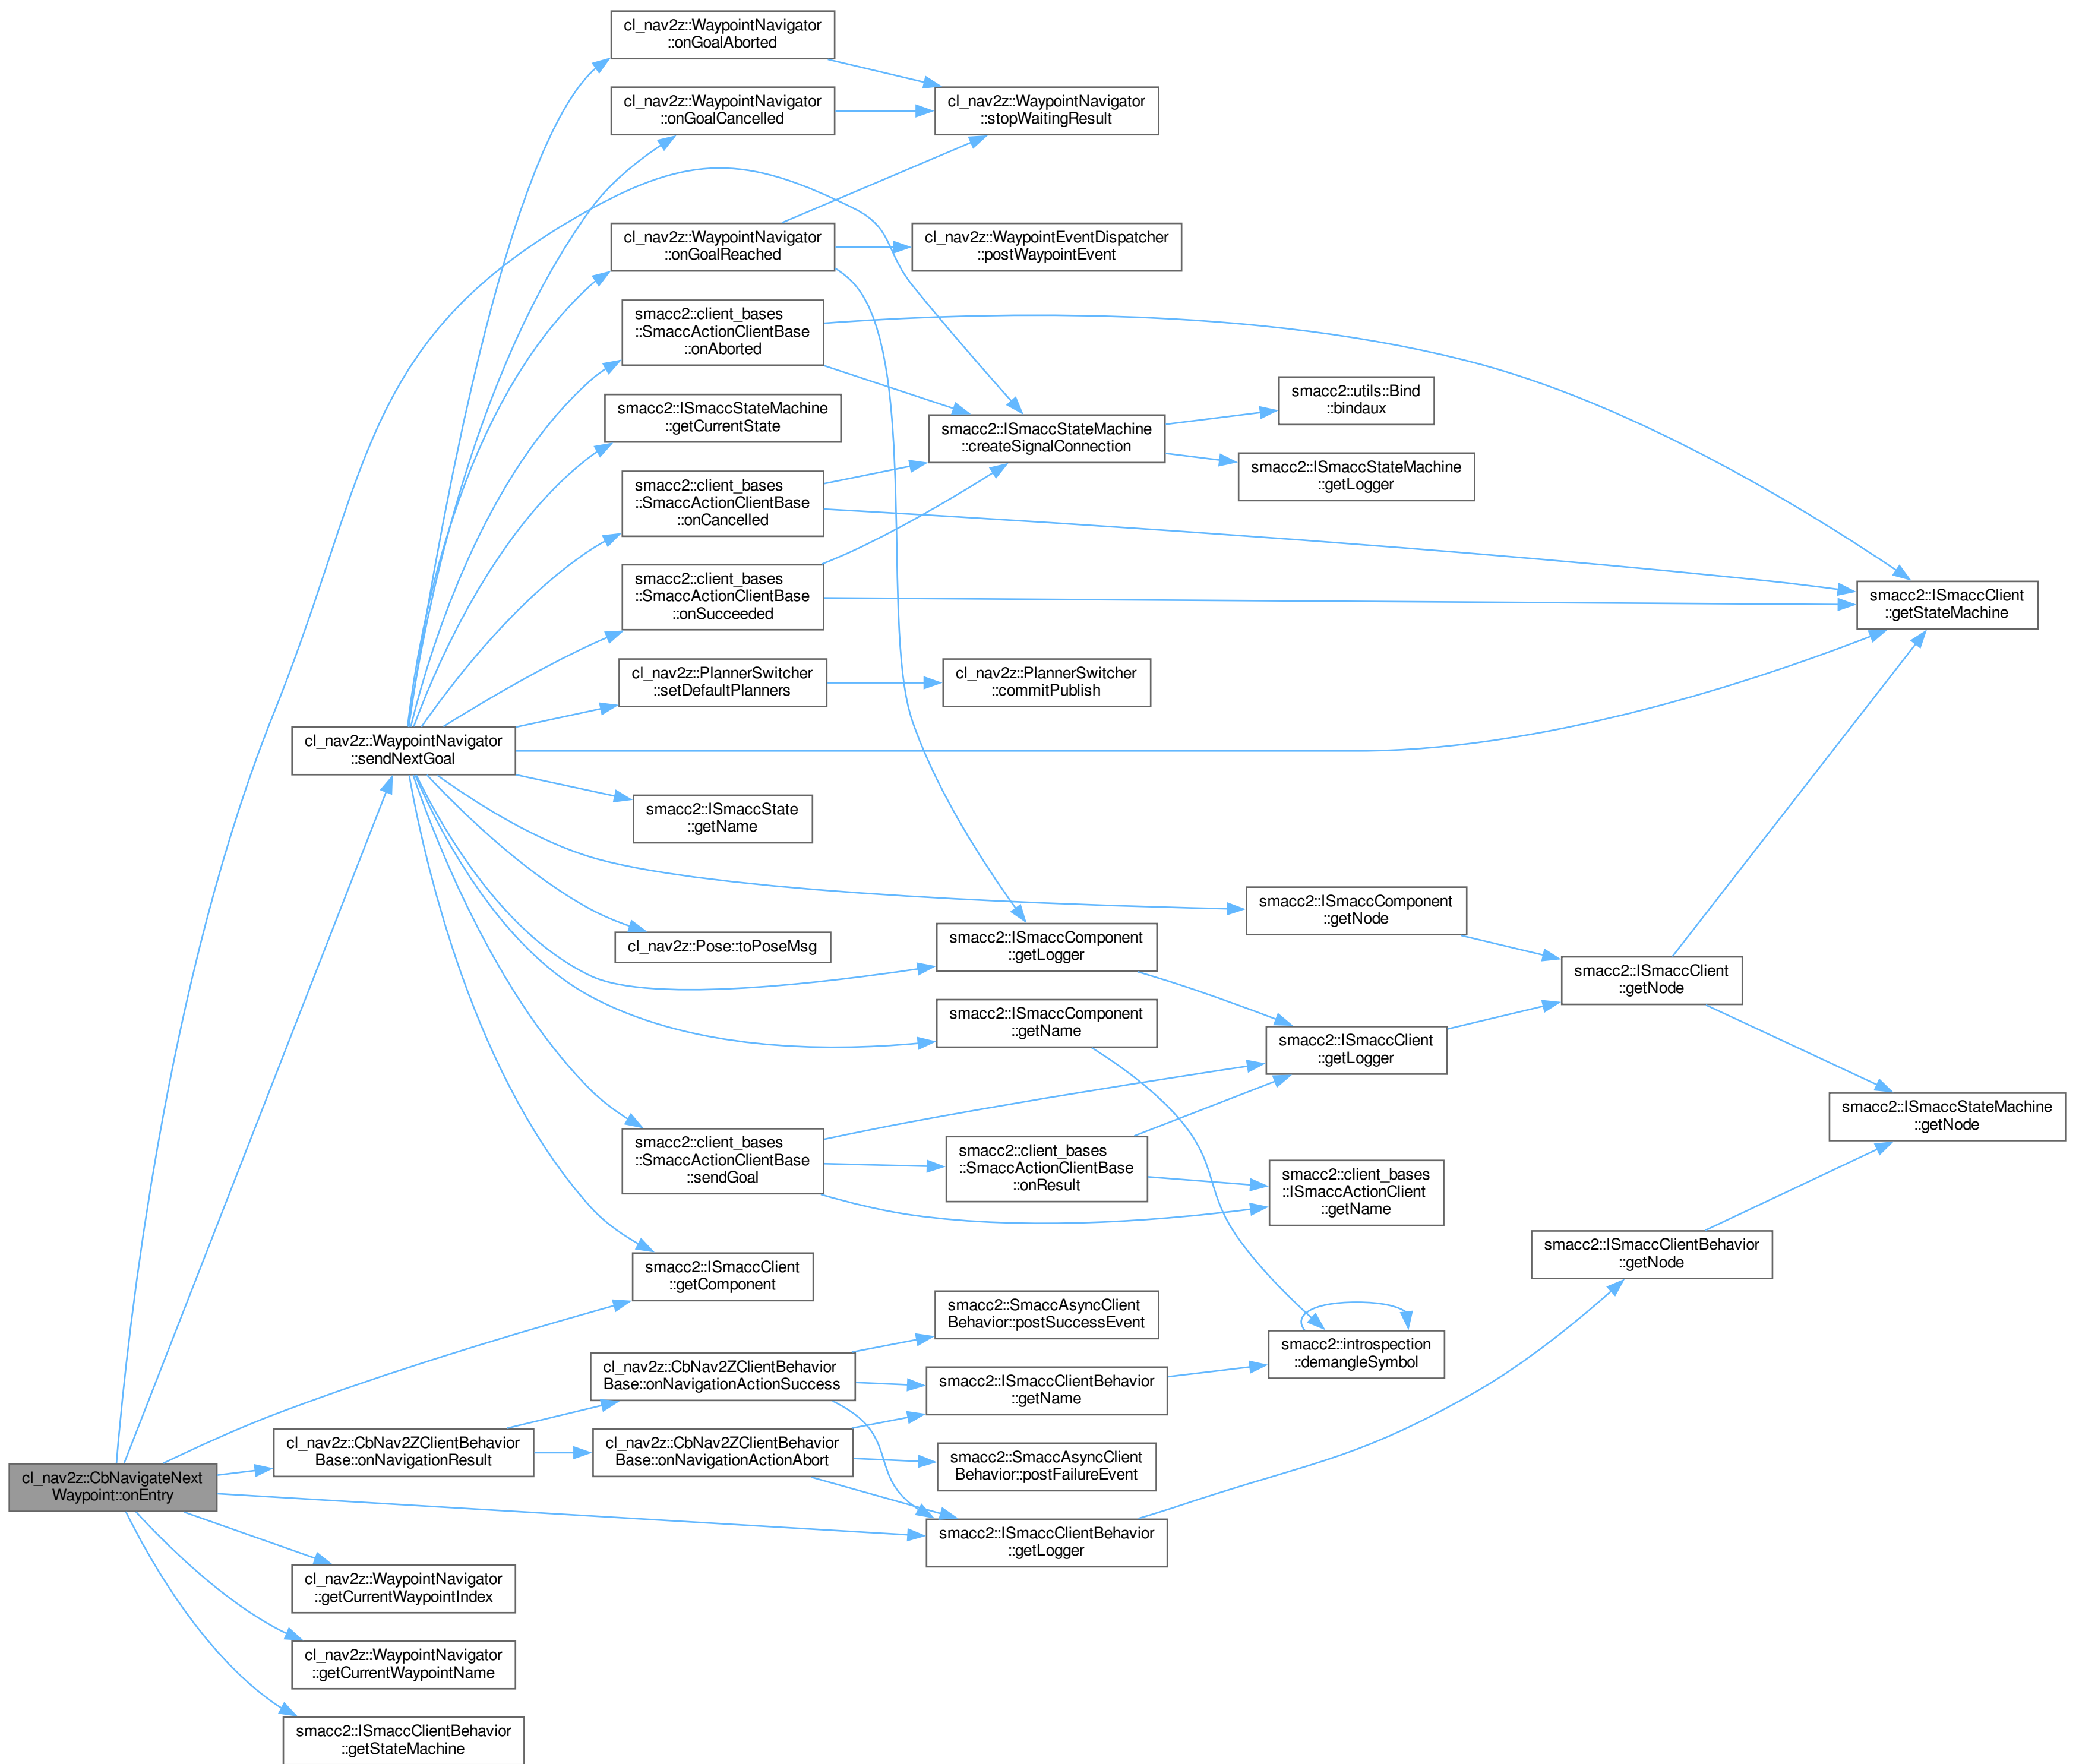 cl_nav2z::WaypointNavigator
::onGoalAborted
cl_nav2z::WaypointNavigator
::onGoalCancelled
cl_nav2z::WaypointNavigator
::stopWaitingResult
cl_nav2z::WaypointNavigator
::onGoalReached
cl_nav2z::WaypointEventDispatcher
::postWaypointEvent
smacc2::client_bases
::SmaccActionClientBase
::onAborted
smacc2::ISmaccStateMachine
::getCurrentState
smacc2::ISmaccStateMachine
::createSignalConnection
smacc2::utils::Bind
::bindaux
smacc2::ISmaccStateMachine
::getLogger
smacc2::client_bases
::SmaccActionClientBase
::onCancelled
smacc2::client_bases
::SmaccActionClientBase
::onSucceeded
smacc2::ISmaccClient
::getStateMachine
cl_nav2z::PlannerSwitcher
::setDefaultPlanners
cl_nav2z::PlannerSwitcher
::commitPublish
cl_nav2z::WaypointNavigator
::sendNextGoal
smacc2::ISmaccState
::getName
smacc2::ISmaccComponent
::getNode
cl_nav2z::Pose::toPoseMsg
smacc2::ISmaccComponent
::getLogger
smacc2::ISmaccClient
::getNode
smacc2::ISmaccComponent
::getName
smacc2::ISmaccClient
::getLogger
smacc2::ISmaccStateMachine
::getNode
smacc2::client_bases
::SmaccActionClientBase
::sendGoal
smacc2::client_bases
::SmaccActionClientBase
::onResult
smacc2::client_bases
::ISmaccActionClient
::getName
smacc2::ISmaccClientBehavior
::getNode
smacc2::ISmaccClient
::getComponent
smacc2::SmaccAsyncClient
Behavior::postSuccessEvent
smacc2::introspection
::demangleSymbol
cl_nav2z::CbNav2ZClientBehavior
Base::onNavigationActionSuccess
smacc2::ISmaccClientBehavior
::getName
cl_nav2z::CbNav2ZClientBehavior
Base::onNavigationResult
cl_nav2z::CbNav2ZClientBehavior
Base::onNavigationActionAbort
smacc2::SmaccAsyncClient
Behavior::postFailureEvent
cl_nav2z::CbNavigateNext
Waypoint::onEntry
smacc2::ISmaccClientBehavior
::getLogger
cl_nav2z::WaypointNavigator
::getCurrentWaypointIndex
cl_nav2z::WaypointNavigator
::getCurrentWaypointName
smacc2::ISmaccClientBehavior
::getStateMachine